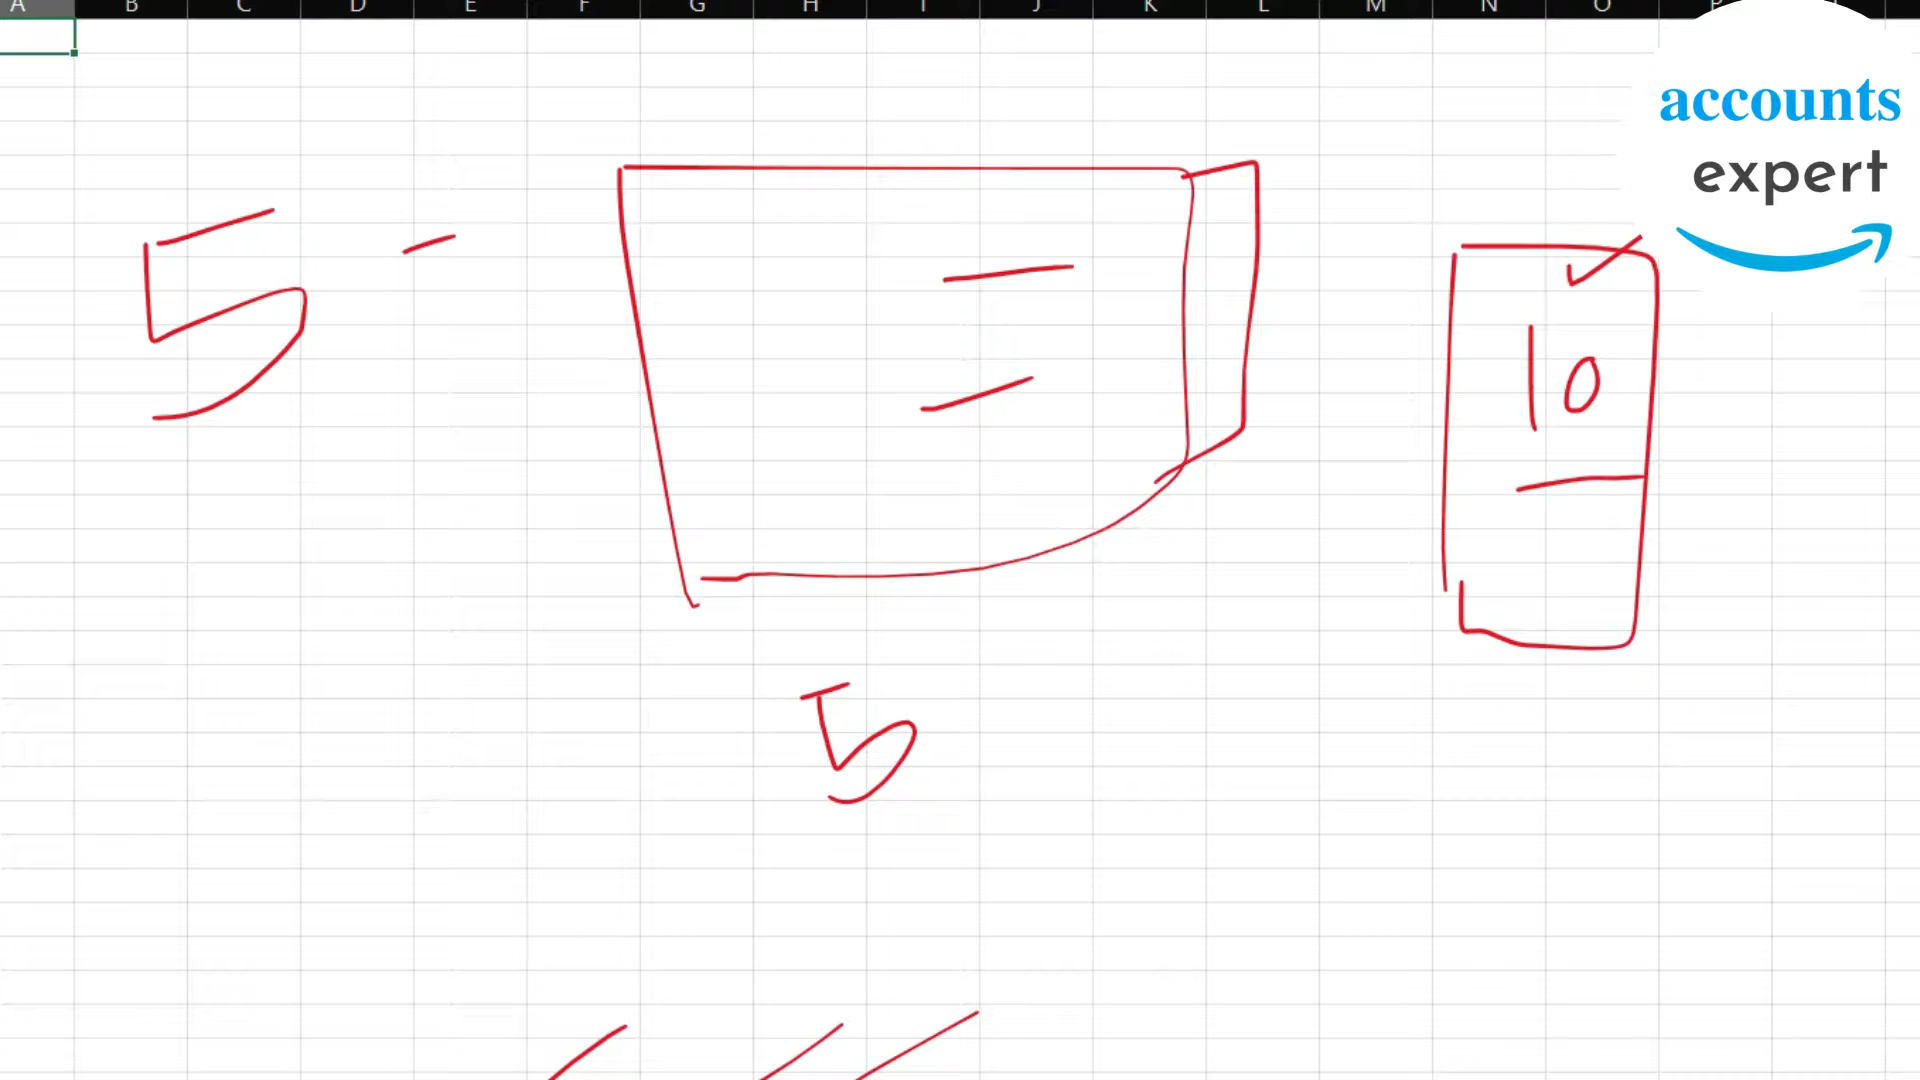 A B C D E F G H I J K L M N O P
accounts
expert
5 -
10
5